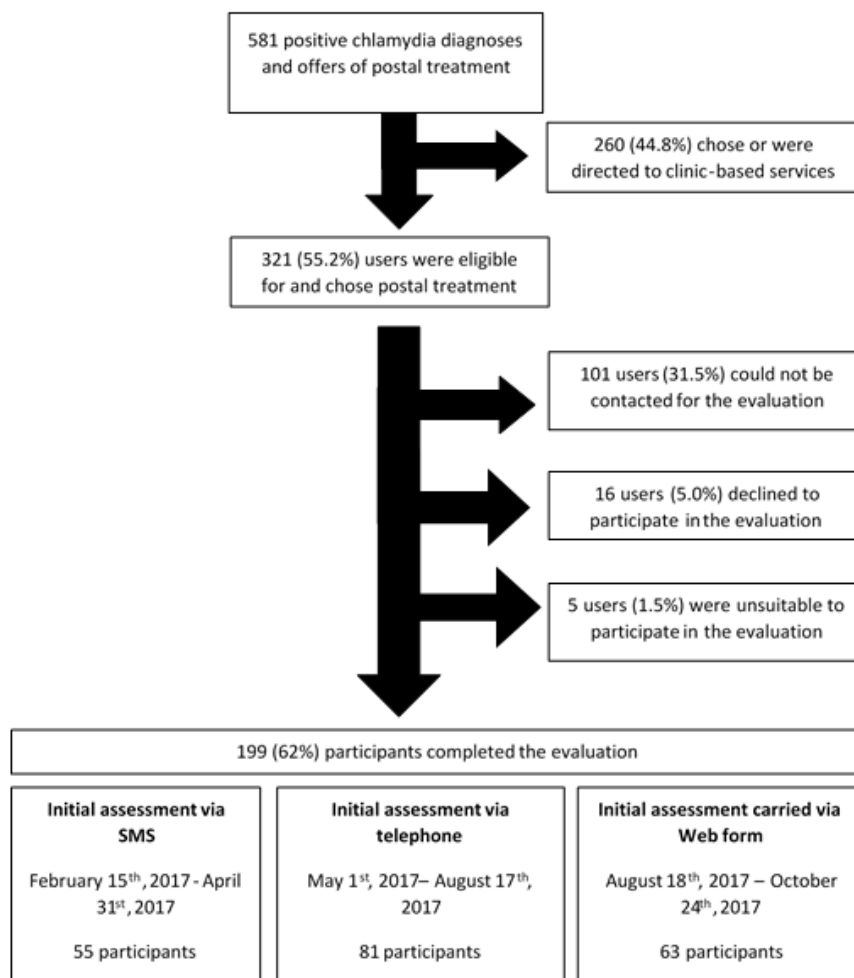 581 positive chlamydia diagnoses
and offers of postal treatment
260 (44.8%) chose or were
directed to clinic-based services
321 (55.2%) users were eligible
for and chose postal treatment
101 users (31.5%) could not be
contacted for the evaluation
16 users (5.0%) declined to
participate in the evaluation
5 users (1.5%) were unsuitable to
participate in the evaluation
199 (62%) participants completed the evaluation
Initial assessment via
SMS
February 15th, 2017 - April
31st, 2017
55 participants
Initial assessment via
telephone
May 1st, 2017– August 17th,
2017
81 participants
Initial assessment carried via
Web form
August 18th, 2017 – October
24th, 2017
63 participants